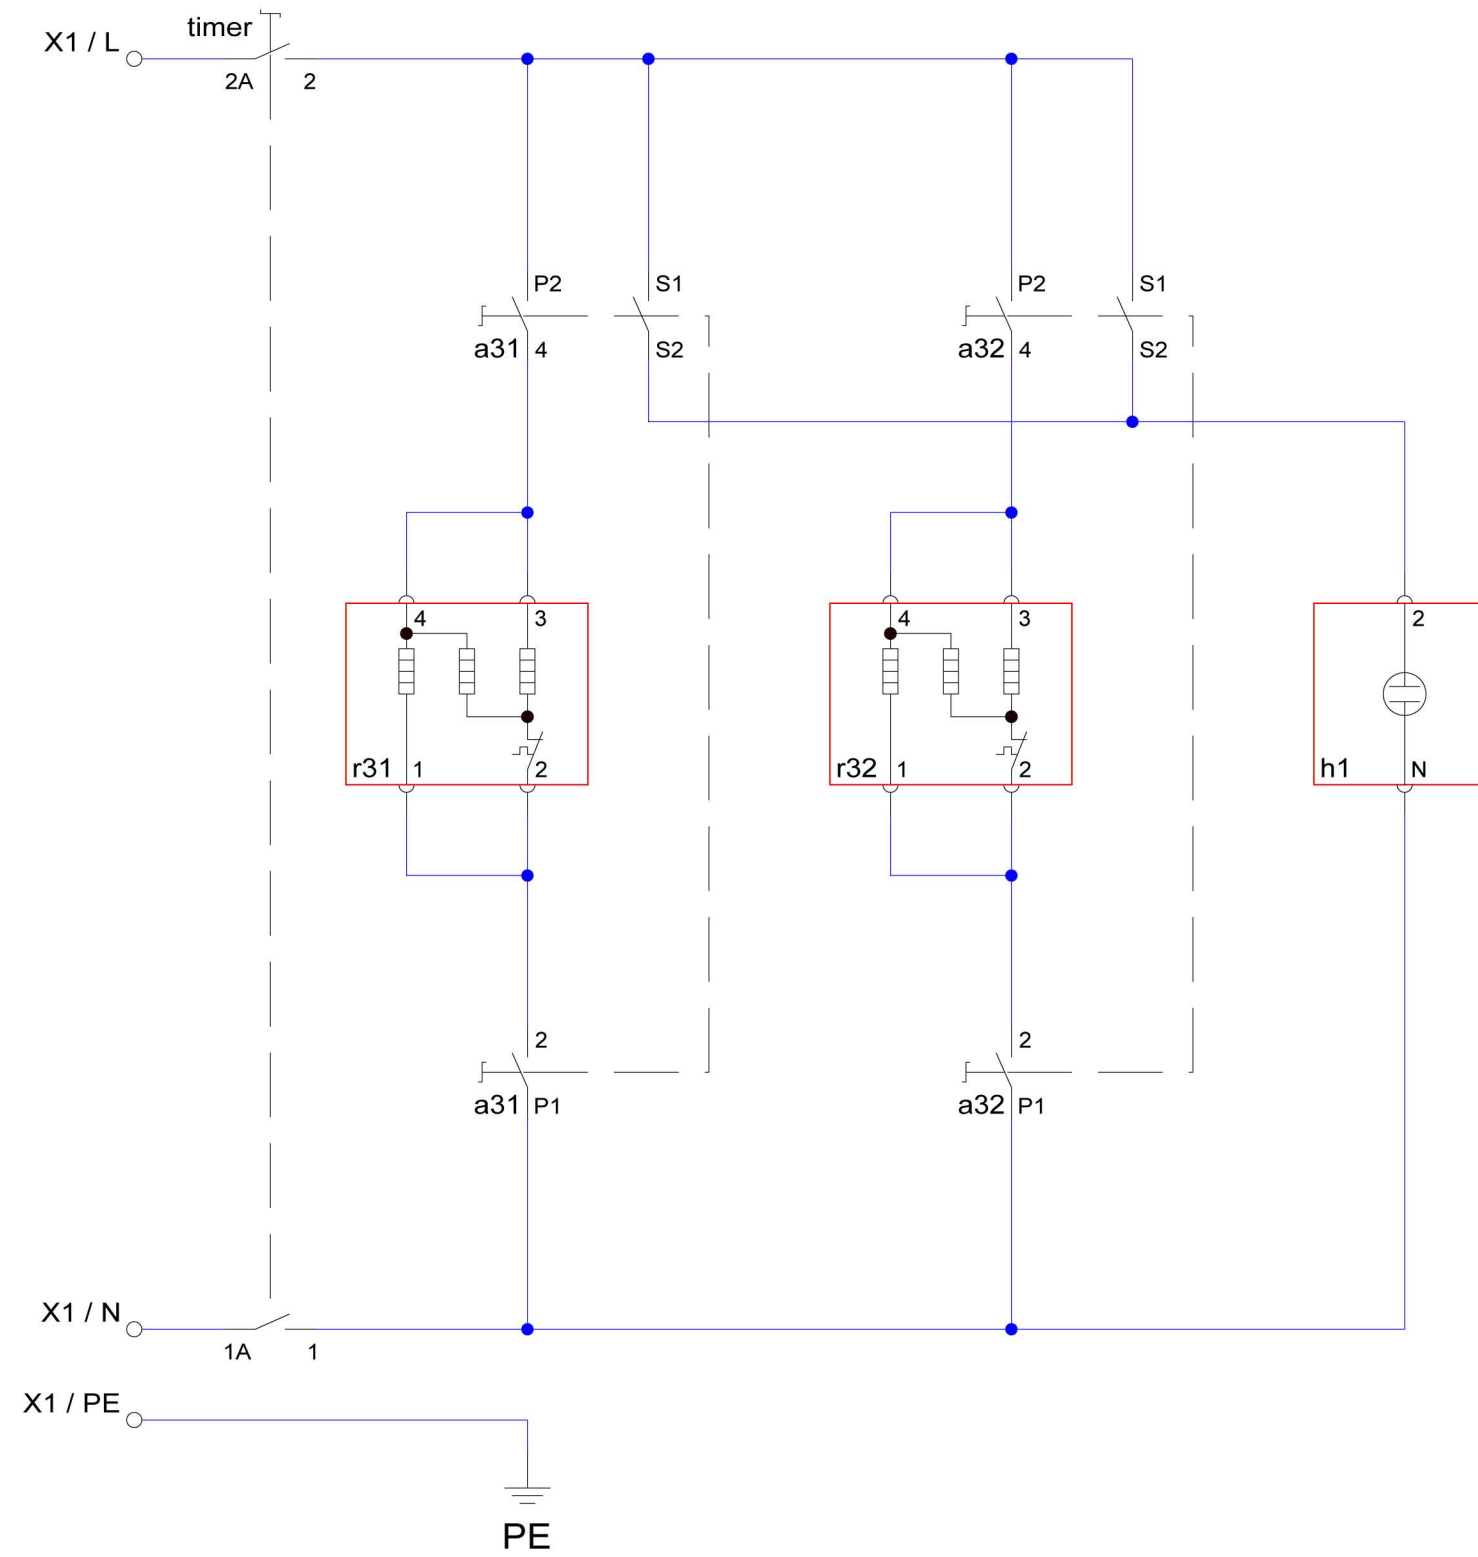 timer
X1 / L
2A 2
P2 S1 P2 S1
a31 4 S2 a32 4 S2
4 3 4 3 2
r31 1 2 r32 1 2 h1 N
2 2
a31 P1 a32 P1
X1 / N
1A 1
X1 / PE
PE